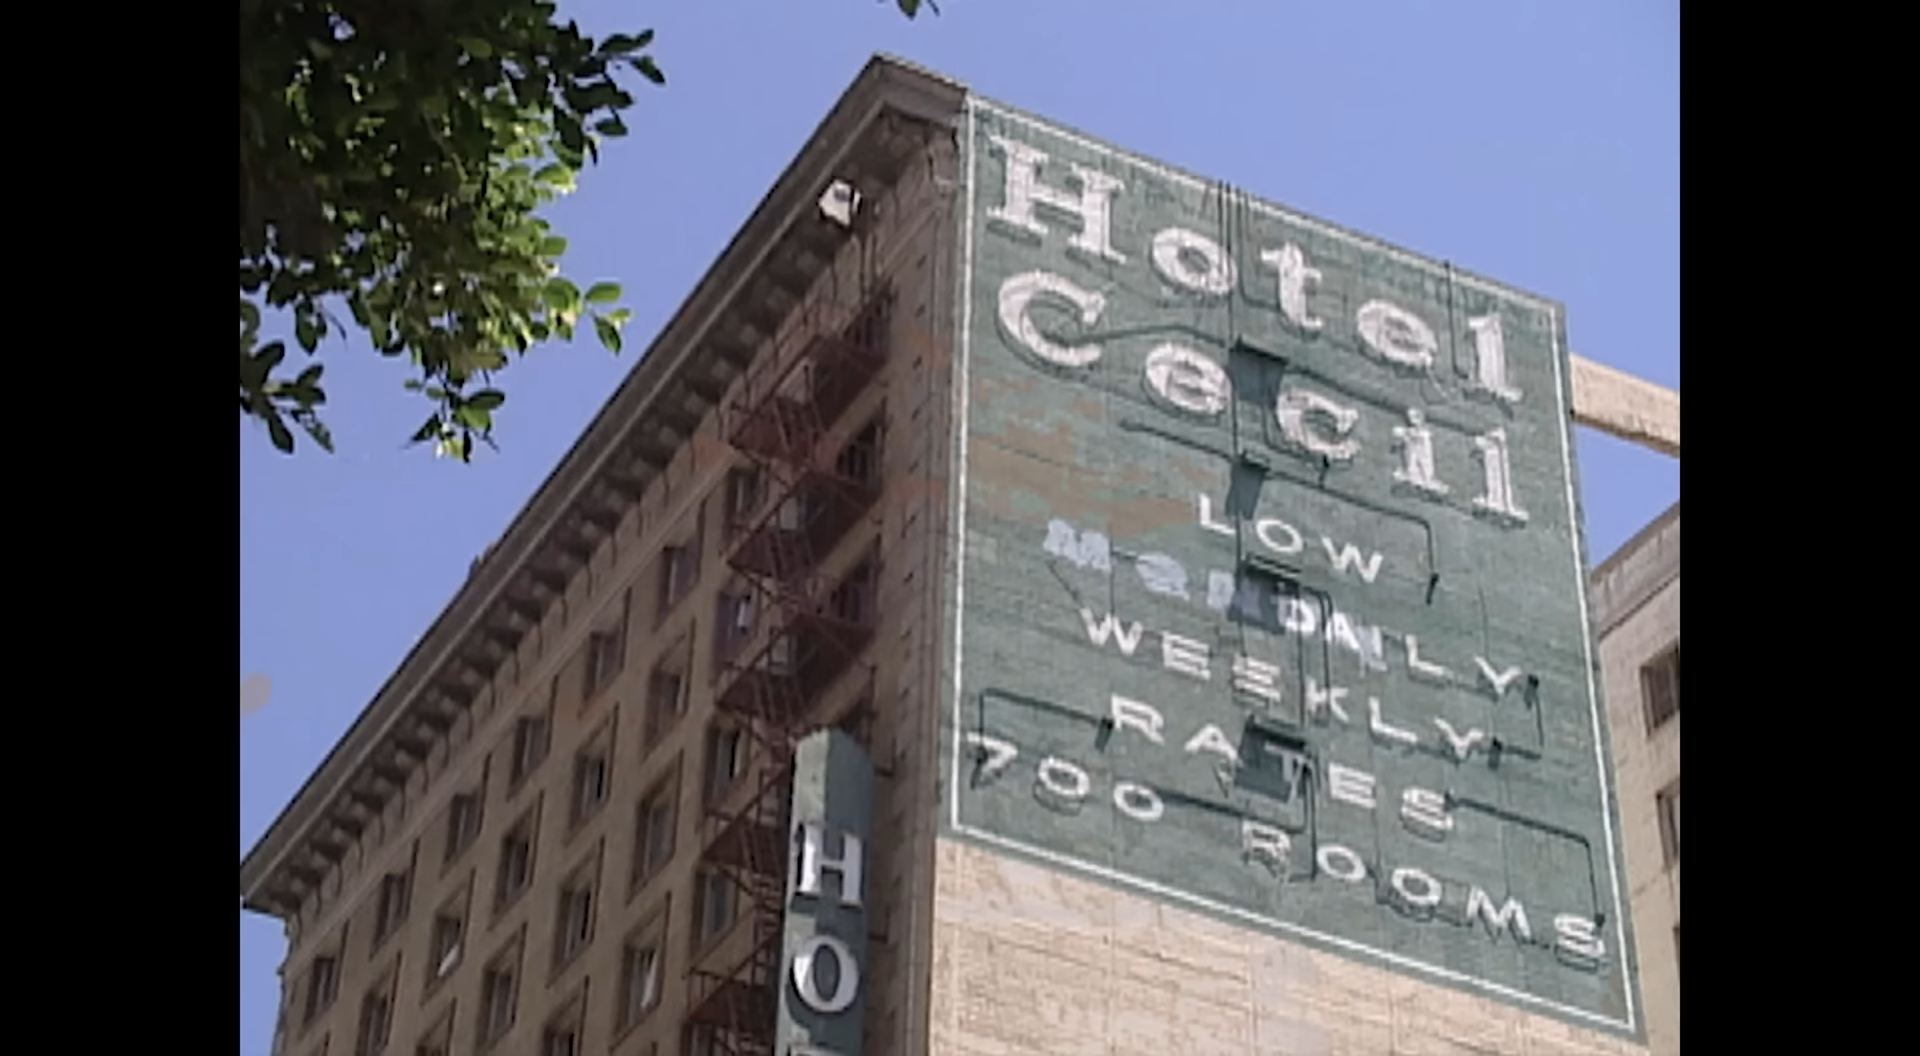 Hotel
Cecil
LOW
DAILY
WEEKLY
RATES
700 ROOMS
HO